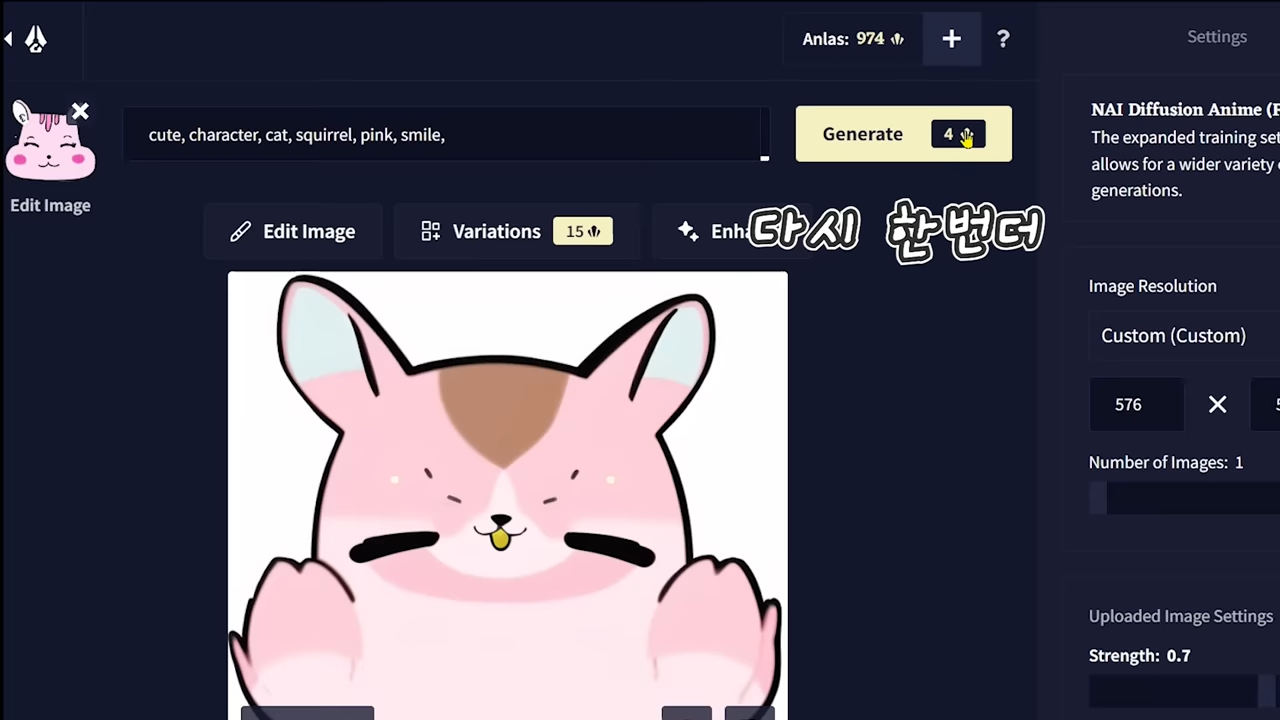 Anlas: 974
?
Settings
cute, character, cat, squirrel, pink, smile,
Generate 4
Edit Image
NAI Diffusion Anime
The expanded training
allows for a wider variety
generations.
Edit Image
Variations 15
다시 한번더
Image Resolution
Custom (Custom)
576
Number of Images: 1
Uploaded Image Settings
Strength: 0.7